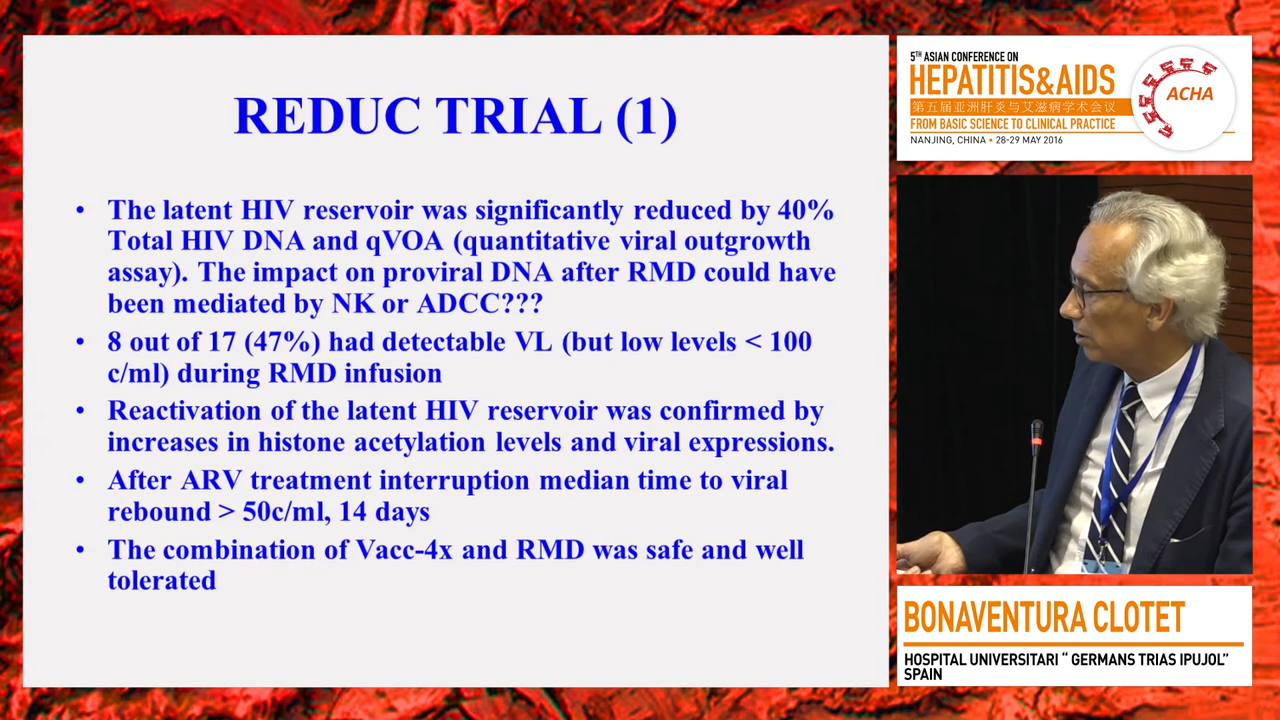 REDUC TRIAL (1)
• The latent HIV reservoir was significantly reduced by 40%
Total HIV DNA and qVOA (quantitative viral outgrowth
assay). The impact on proviral DNA after RMD could have
been mediated by NK or ADCC???
• 8 out of 17 (47%) had detectable VL (but low levels < 100
c/ml) during RMD infusion
• Reactivation of the latent HIV reservoir was confirmed by
increases in histone acetylation levels and viral expressions.
• After ARV treatment interruption median time to viral
rebound > 50c/ml, 14 days
• The combination of Vacc-4x and RMD was safe and well
tolerated
5TH ASIAN CONFERENCE ON
HEPATITIS&AIDS
第五届亚洲肝炎与艾滋病学术会议
FROM BASIC SCIENCE TO CLINICAL PRACTICE
NANJING, CHINA • 28-29 MAY 2016
ACHA
BONAVENTURA CLOTET
HOSPITAL UNIVERSITARI “ GERMANS TRIAS IPUJOL”
SPAIN